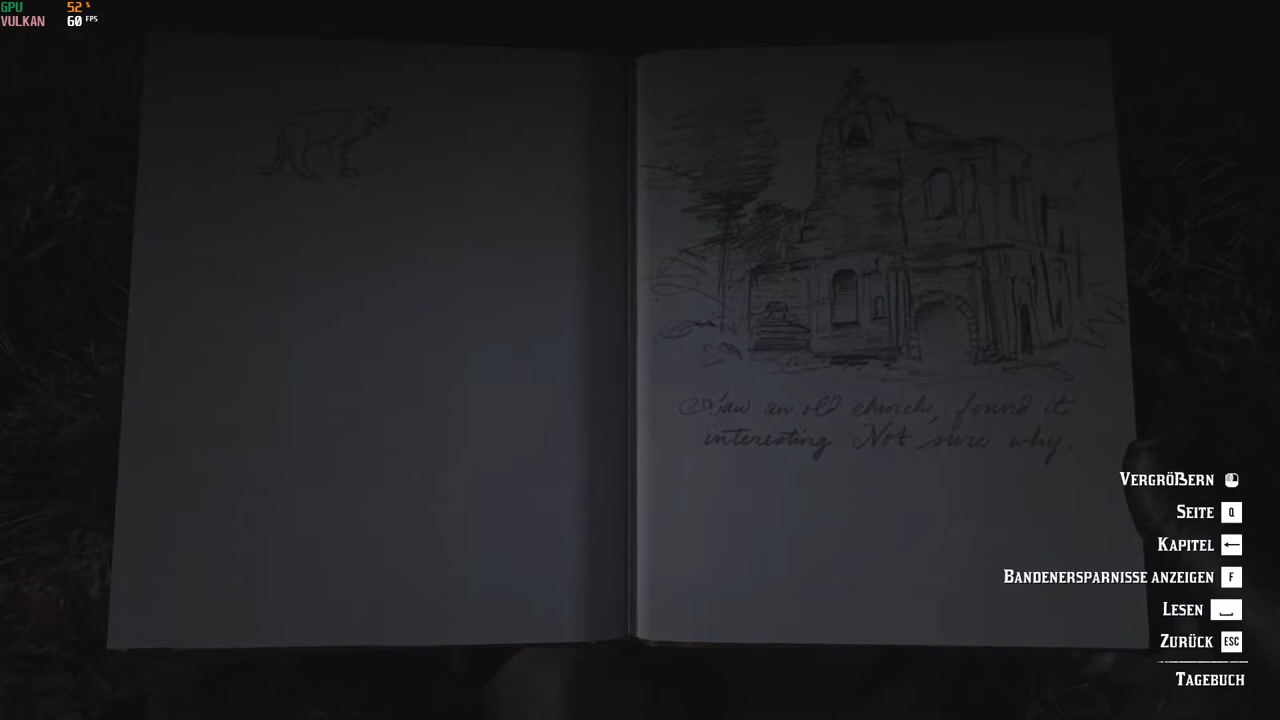 GPU 52 %
VULKAN 60 FPS
Saw an old church, found it
interesting. Not sure why.
VERGRÖẞERN
SEITE Q
KAPITEL ←
BANDENERSPARNISSE ANZEIGEN F
LESEN
ZURÜCK ESC
TAGEBUCH